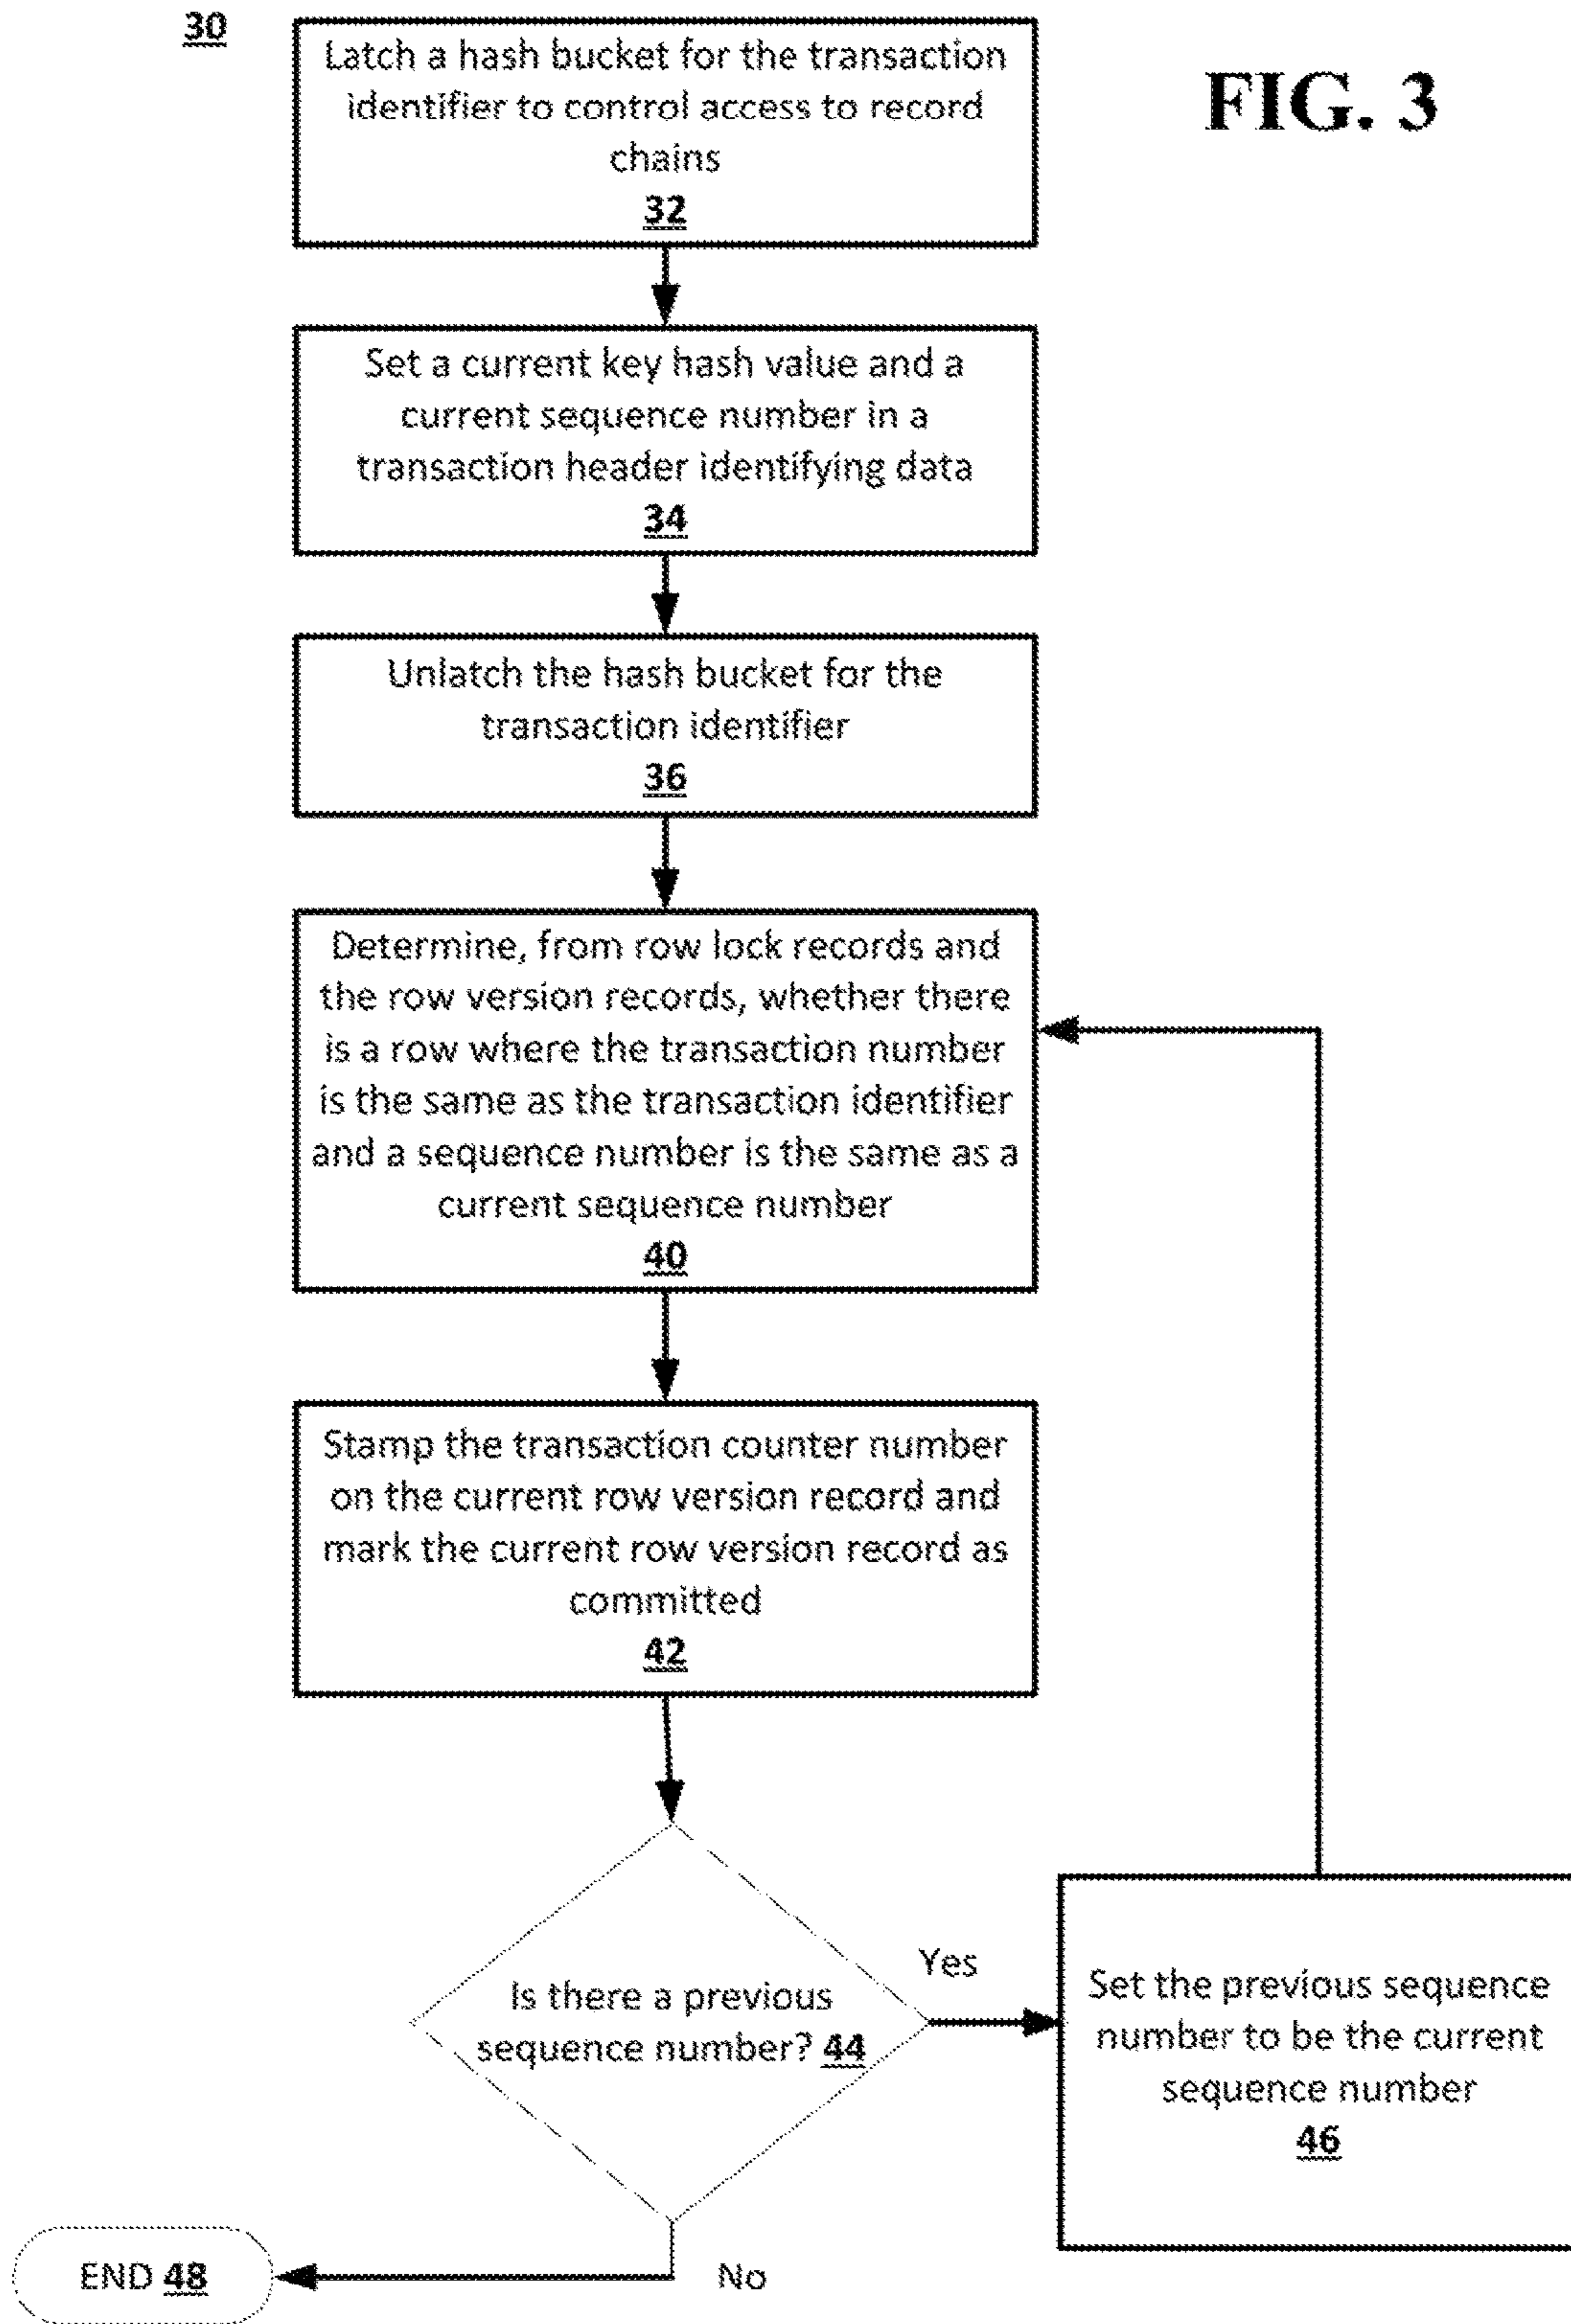 30
FIG. 3
Latch a hash bucket for the transaction
identifier to control access to record
chains
32
Set a current key hash value and a
current sequence number in a
transaction header identifying data
34
Unlatch the hash bucket for the
transaction identifier
36
Determine, from row lock records and
the row version records, whether there
is a row where the transaction number
is the same as the transaction identifier
and a sequence number is the same as a
current sequence number
40
Stamp the transaction counter number
on the current row version record and
mark the current row version record as
committed
42
Is there a previous
sequence number? 44
Yes
Set the previous sequence
number to be the current
sequence number
46
No
END 48